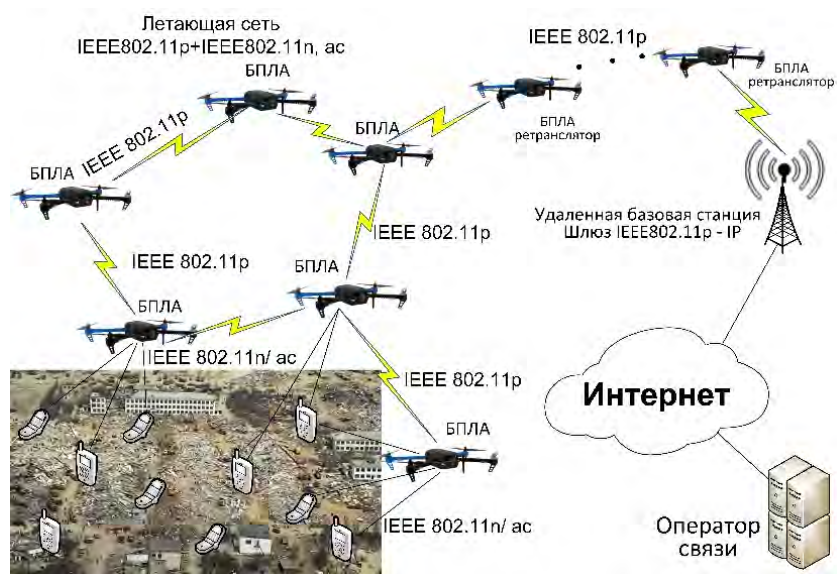 Летающая сеть
IEEE802.11p+IEEE802.11n, ac
БПЛА
IEEE 802.11p
БПЛА
ретранслятор
БПЛА
ретранслятор
БПЛА
IEEE 802.11p
БПЛА
Удаленная базовая станция
Шлюз IEEE802.11p - IP
IEEE 802.11p
IEEE 802.11p
БПЛА
БПЛА
IIEEE 802.11n/ ac
IEEE 802.11p
Интернет
БПЛА
IEEE 802.11n/ ac
Оператор
связи